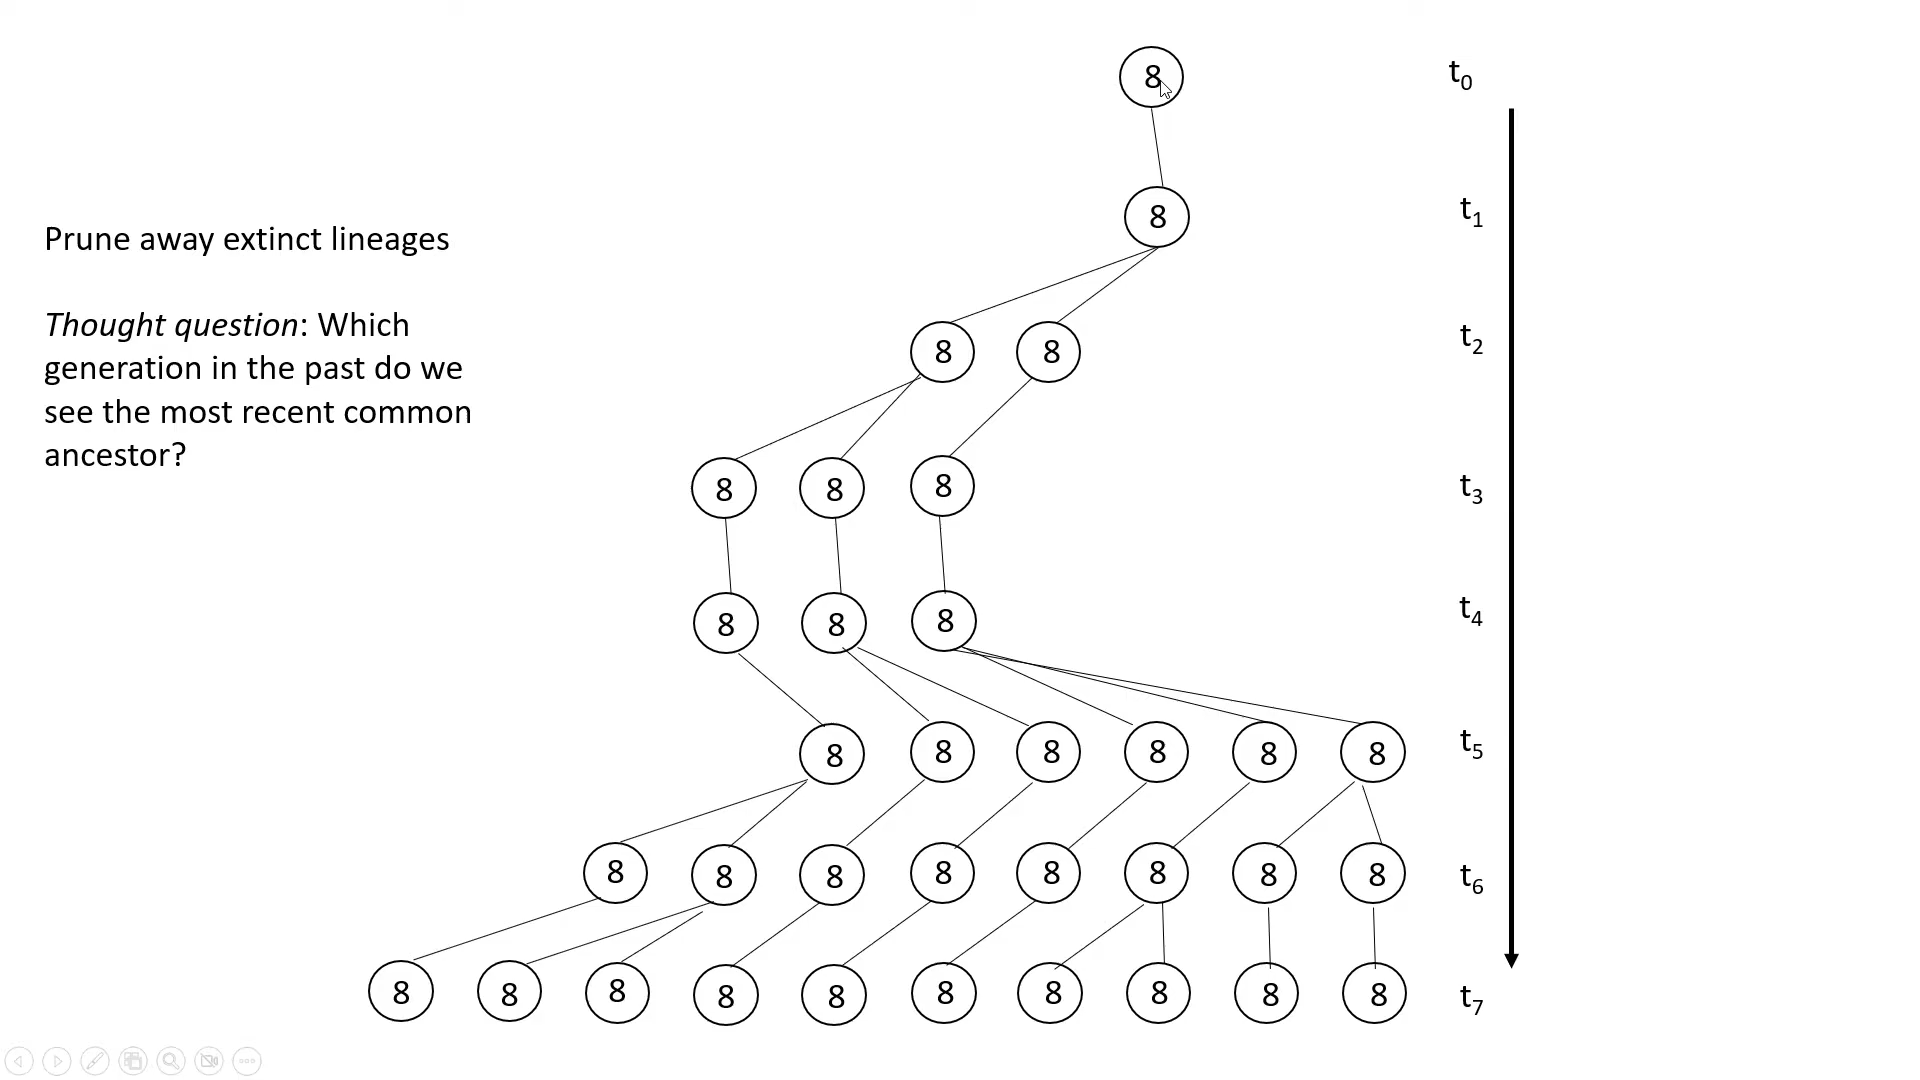 8 t0
8 t1
Prune away extinct lineages
Thought question: Which
generation in the past do we
see the most recent common
ancestor?
8 8 t2
8 8 8 t3
8 8 8 t4
8 8 8 8 8 8 t5
8 8 8 8 8 8 8 8 t6
8 8 8 8 8 8 8 8 8 8 t7